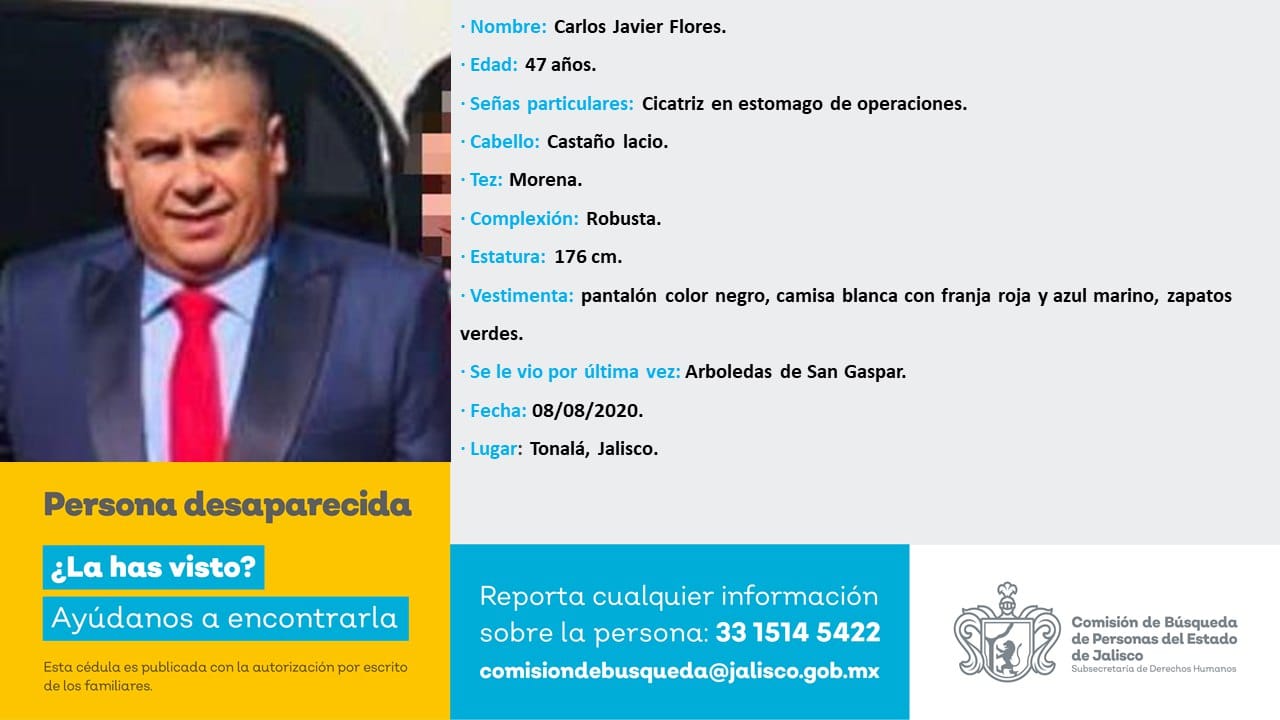 · Nombre: Carlos Javier Flores.
· Edad: 47 años.
· Señas particulares: Cicatriz en estomago de operaciones.
· Cabello: Castaño lacio.
· Tez: Morena.
· Complexión: Robusta.
· Estatura: 176 cm.
· Vestimenta: pantalón color negro, camisa blanca con franja roja y azul marino, zapatos
verdes.
· Se le vio por última vez: Arboledas de San Gaspar.
· Fecha: 08/08/2020.
· Lugar: Tonalá, Jalisco.
Persona desaparecida
¿La has visto?
Ayúdanos a encontrarla
Esta cédula es publicada con la autorización por escrito
de los familiares.
Reporta cualquier información
sobre la persona: 33 1514 5422
comisiondebusqueda@jalisco.gob.mx
Comisión de Búsqueda
de Personas del Estado
de Jalisco
Subsecretaría de Derechos Humanos